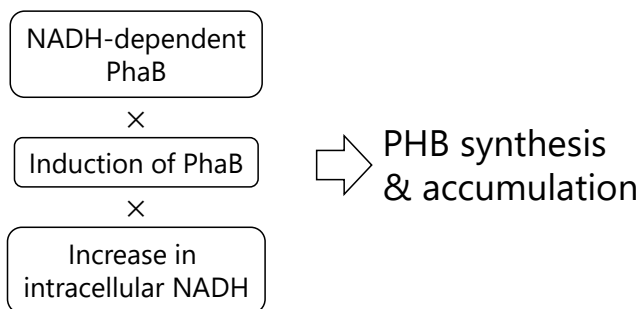 NADH-dependent
PhaB
×
Induction of PhaB
×
Increase in
intracellular NADH
PHB synthesis
& accumulation